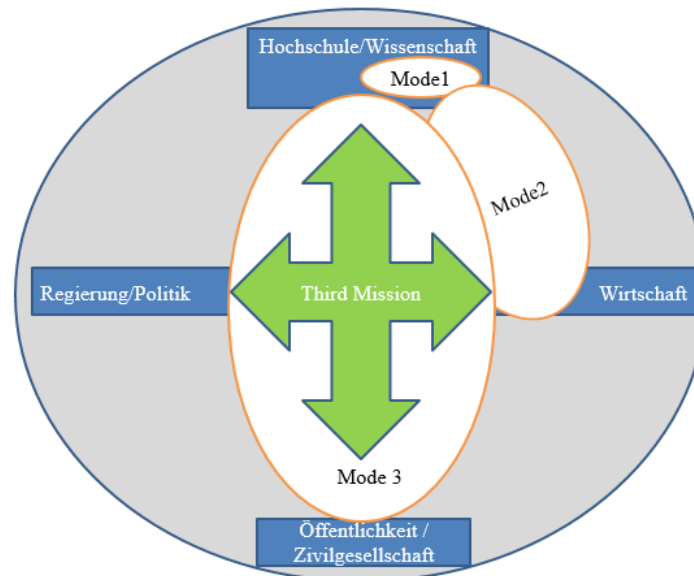 Hochschule/Wissenschaft
Mode1
Mode2
Regierung/Politik
Third Mission
Wirtschaft
Mode 3
Öffentlichkeit /
Zivilgesellschaft